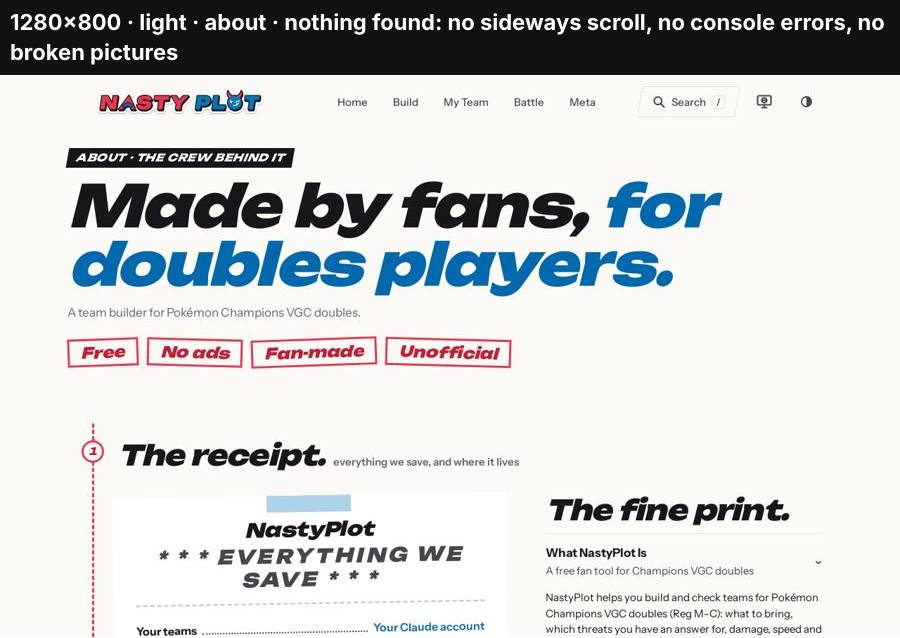 1280×800 · light · about · nothing found: no sideways scroll, no console errors, no
broken pictures
NASTY PLOT
Home
Build
My Team
Battle
Meta
Search /
ABOUT · THE CREW BEHIND IT
Made by fans, for
doubles players.
A team builder for Pokémon Champions VGC doubles.
Free
No ads
Fan-made
Unofficial
1
The receipt. everything we save, and where it lives
NastyPlot
* * * EVERYTHING WE
SAVE * * *
Your teams Your Claude account
The fine print.
What NastyPlot Is
A free fan tool for Champions VGC doubles
NastyPlot helps you build and check teams for Pokémon
Champions VGC doubles (Reg M-C): what to bring,
which threats you have an answer for, damage, speed and